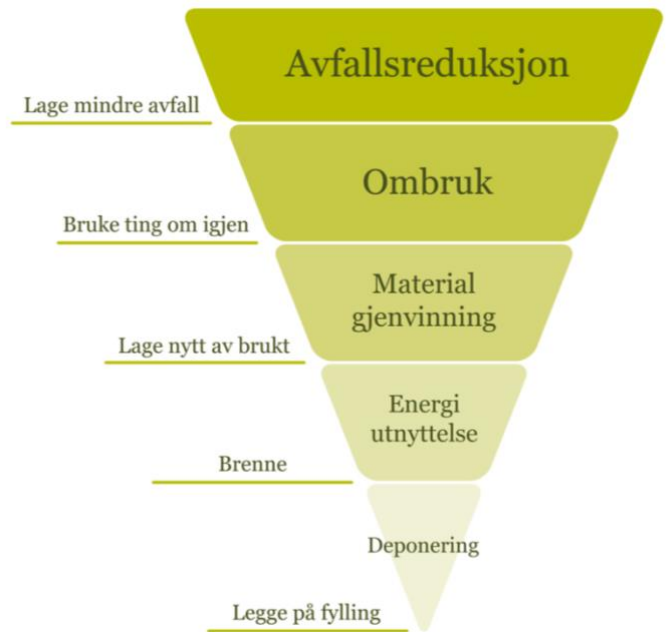 Avfallsreduksjon
Lage mindre avfall
Ombruk
Bruke ting om igjen
Material
gjenvinning
Lage nytt av brukt
Energi
utnyttelse
Brenne
Deponering
Legge på fylling